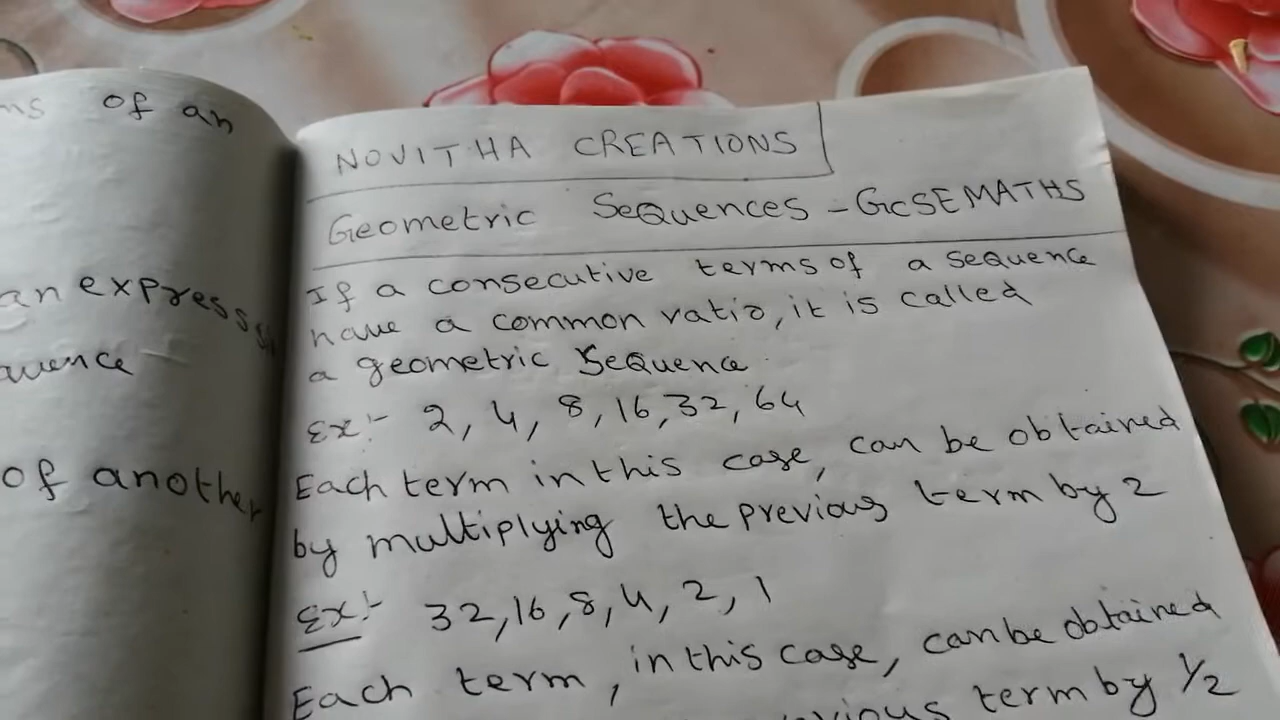 of an
an express
of another
NOVITHA CREATIONS
Geometric Sequences - GCSE MATHS
If a consecutive terms of a sequence
have a common ratio, it is called
a geometric Sequence.
Ex:- 2, 4, 8, 16, 32, 64
Each term in this case, can be obtained
by multiplying the previous term by 2
Ex:- 32, 16, 8, 4, 2, 1
Each term, in this case, can be obtained
term by 1/2